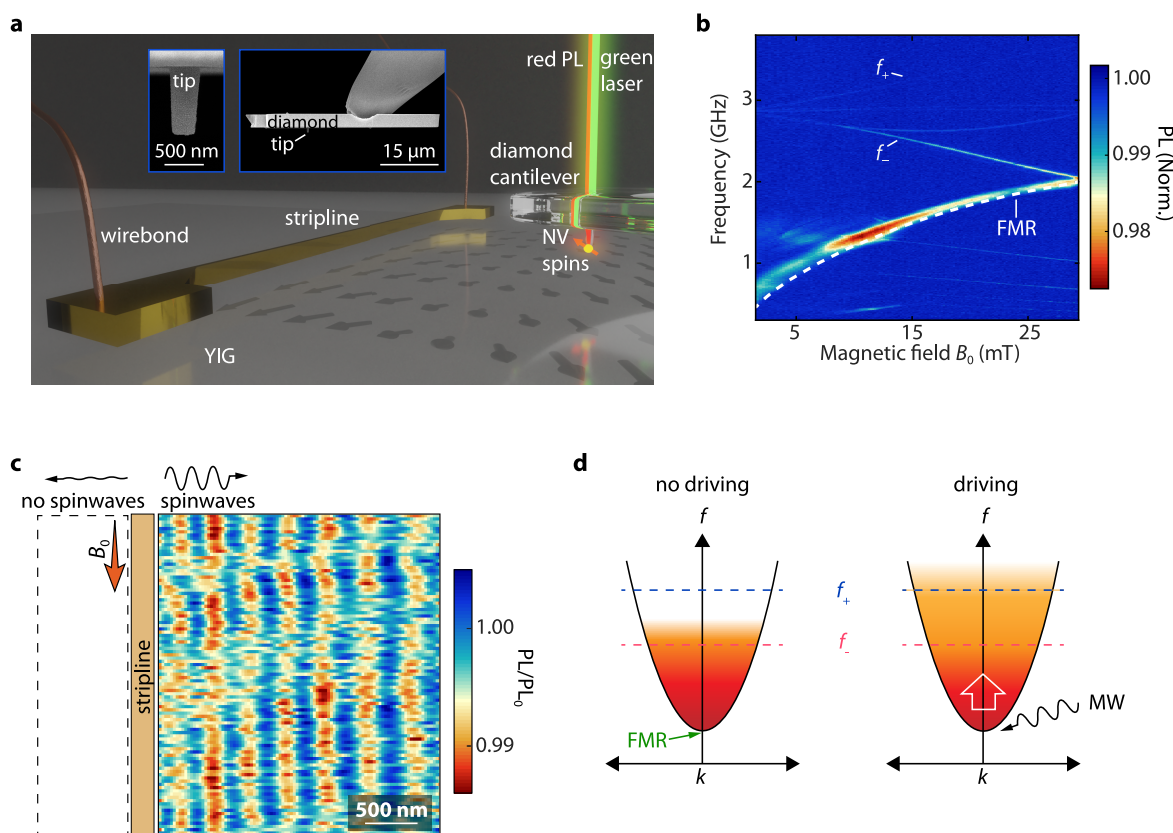 a
tip
500 nm
diamond
tip
15 μm
red PL
green
laser
diamond
cantilever
stripline
wirebond
NV
spins
YIG
b
f+
f−
FMR
3
2
1
Frequency (GHz)
5
15
25
Magnetic field B0 (mT)
1.00
0.99
0.98
PL (Norm.)
c
no spinwaves
spinwaves
B0
stripline
500 nm
1.00
0.99
PL/PL0
d
no driving
driving
f
f
f+
f-
FMR
MW
k
k